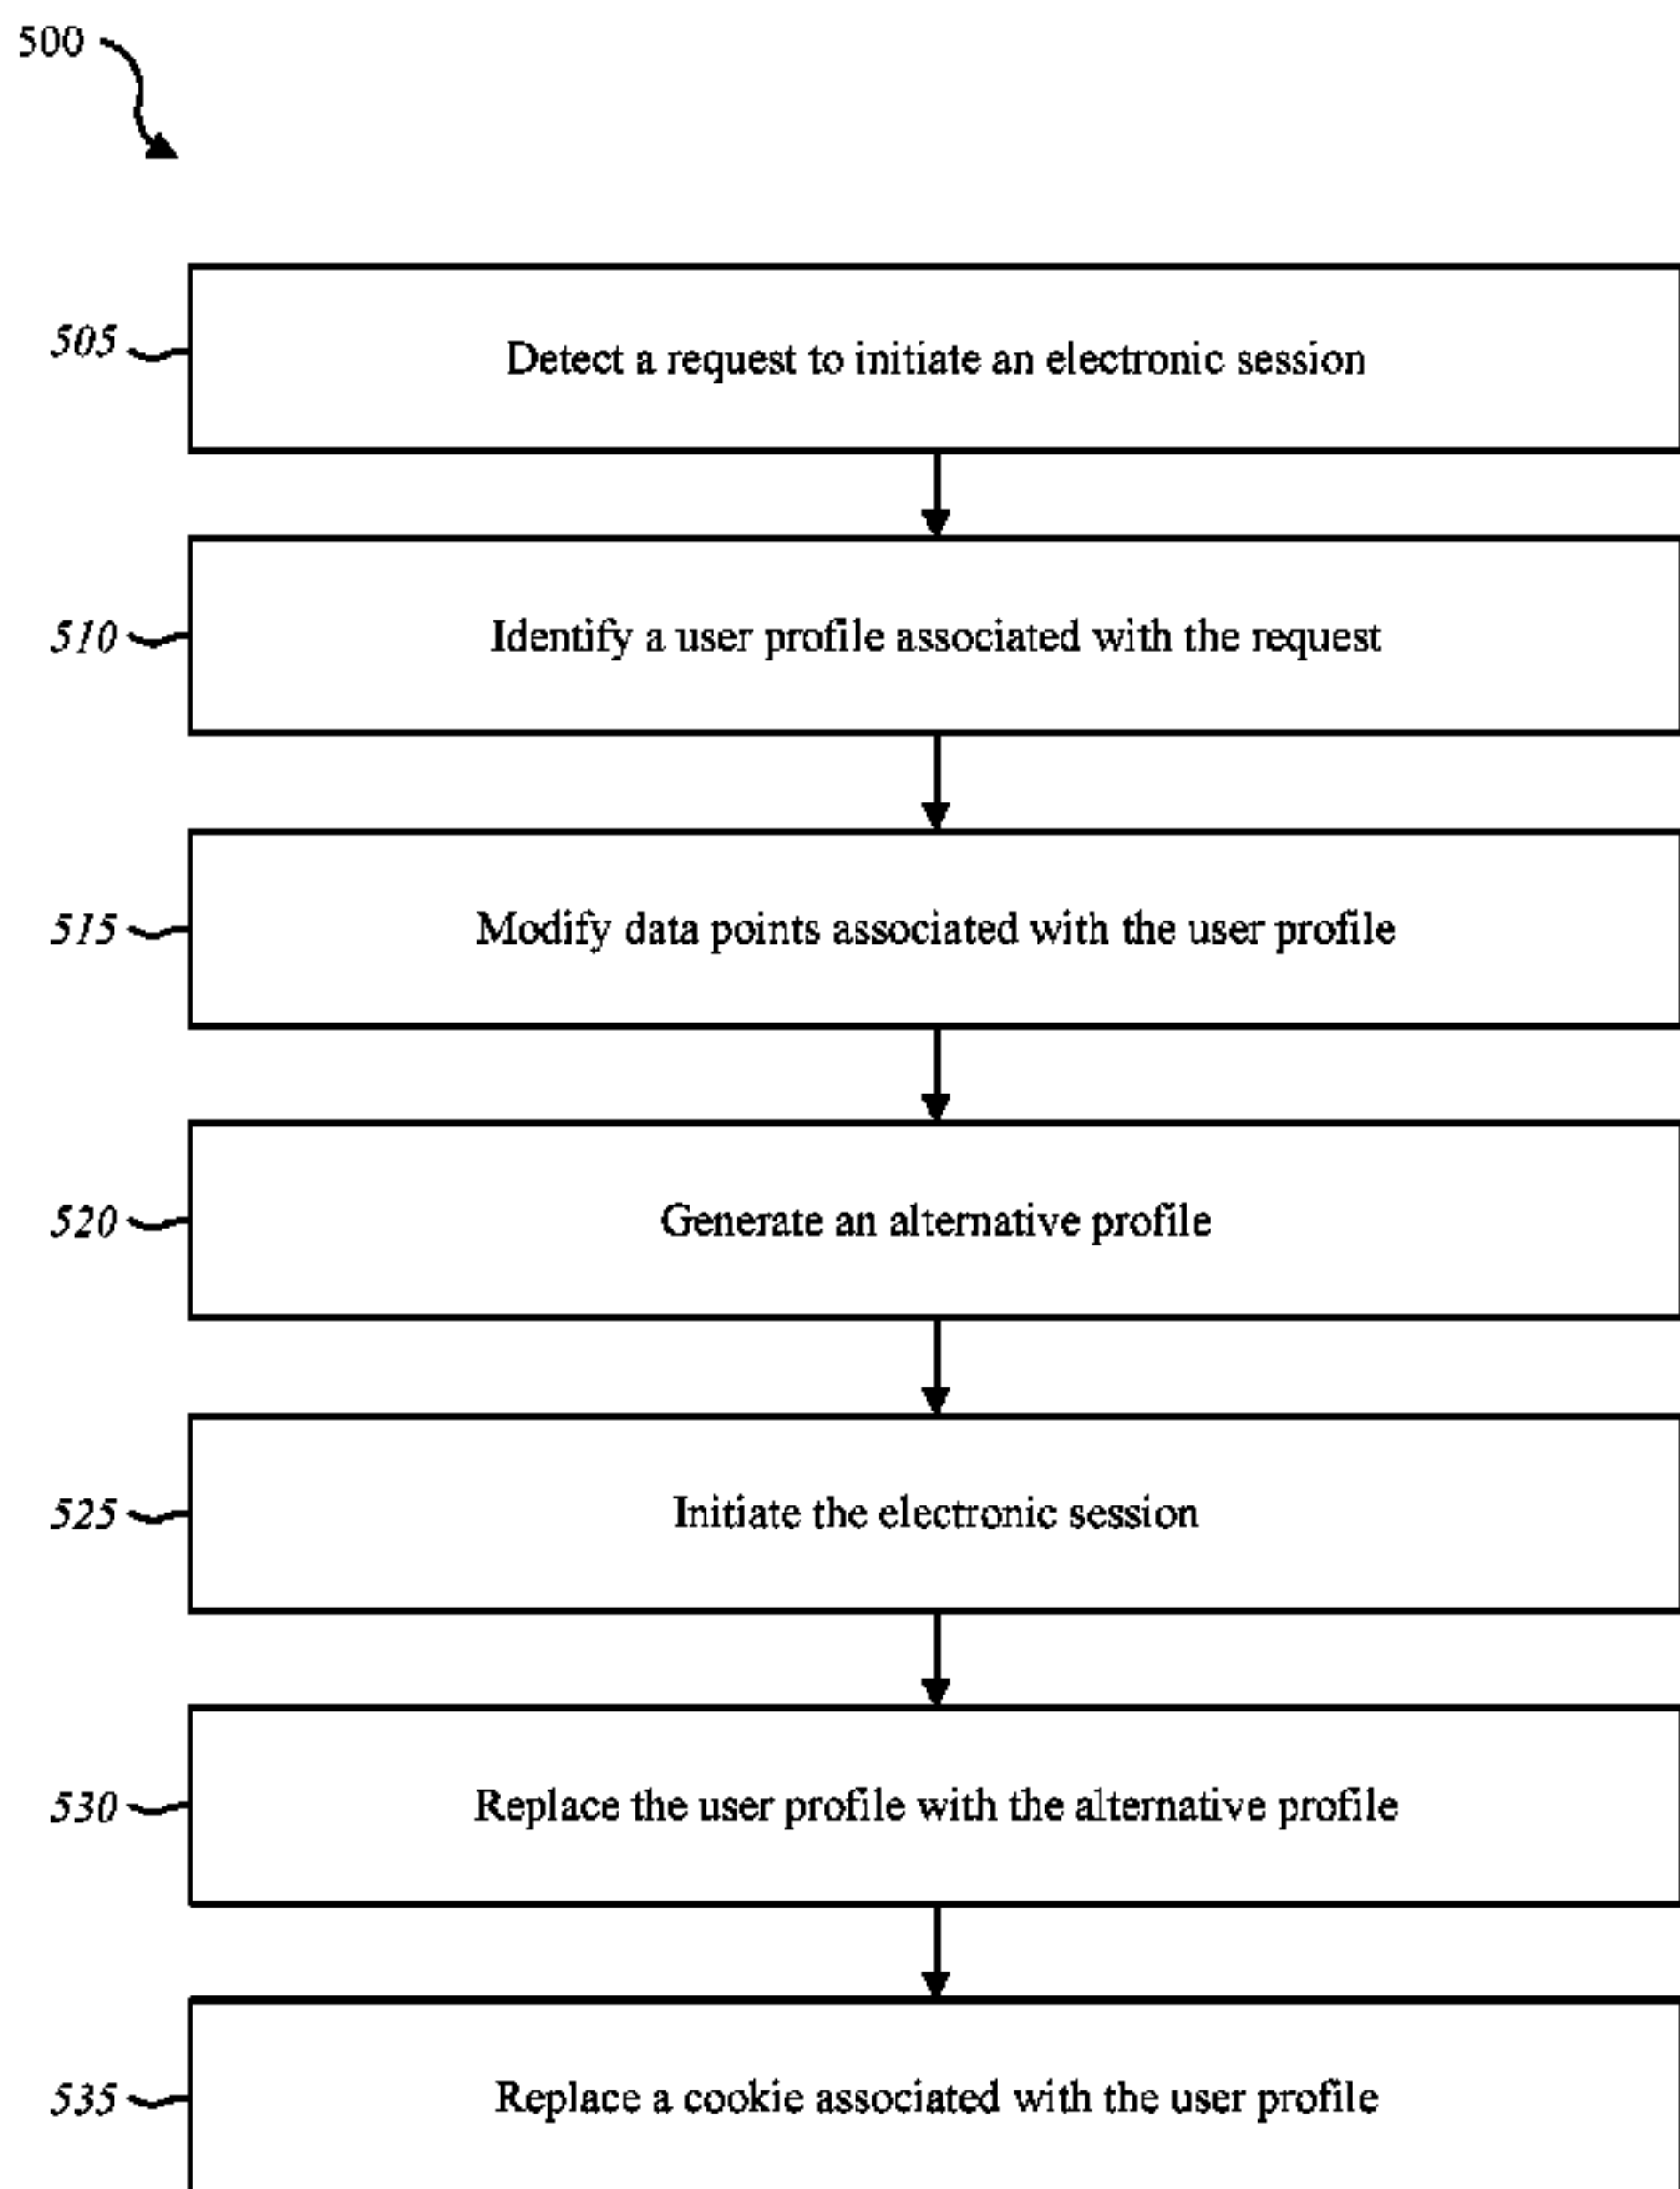 500
505 Detect a request to initiate an electronic session
510 Identify a user profile associated with the request
515 Modify data points associated with the user profile
520 Generate an alternative profile
525 Initiate the electronic session
530 Replace the user profile with the alternative profile
535 Replace a cookie associated with the user profile